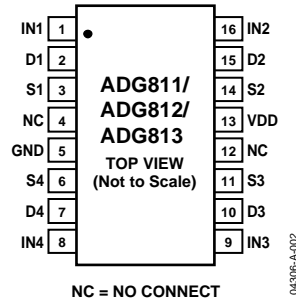 IN1 1 16 IN2
D1 2 15 D2
S1 3 14 S2
NC 4 13 VDD
GND 5 12 NC
S4 6 11 S3
D4 7 10 D3
IN4 8 9 IN3
ADG811/
ADG812/
ADG813
TOP VIEW
(Not to Scale)
NC = NO CONNECT
04306-A-002